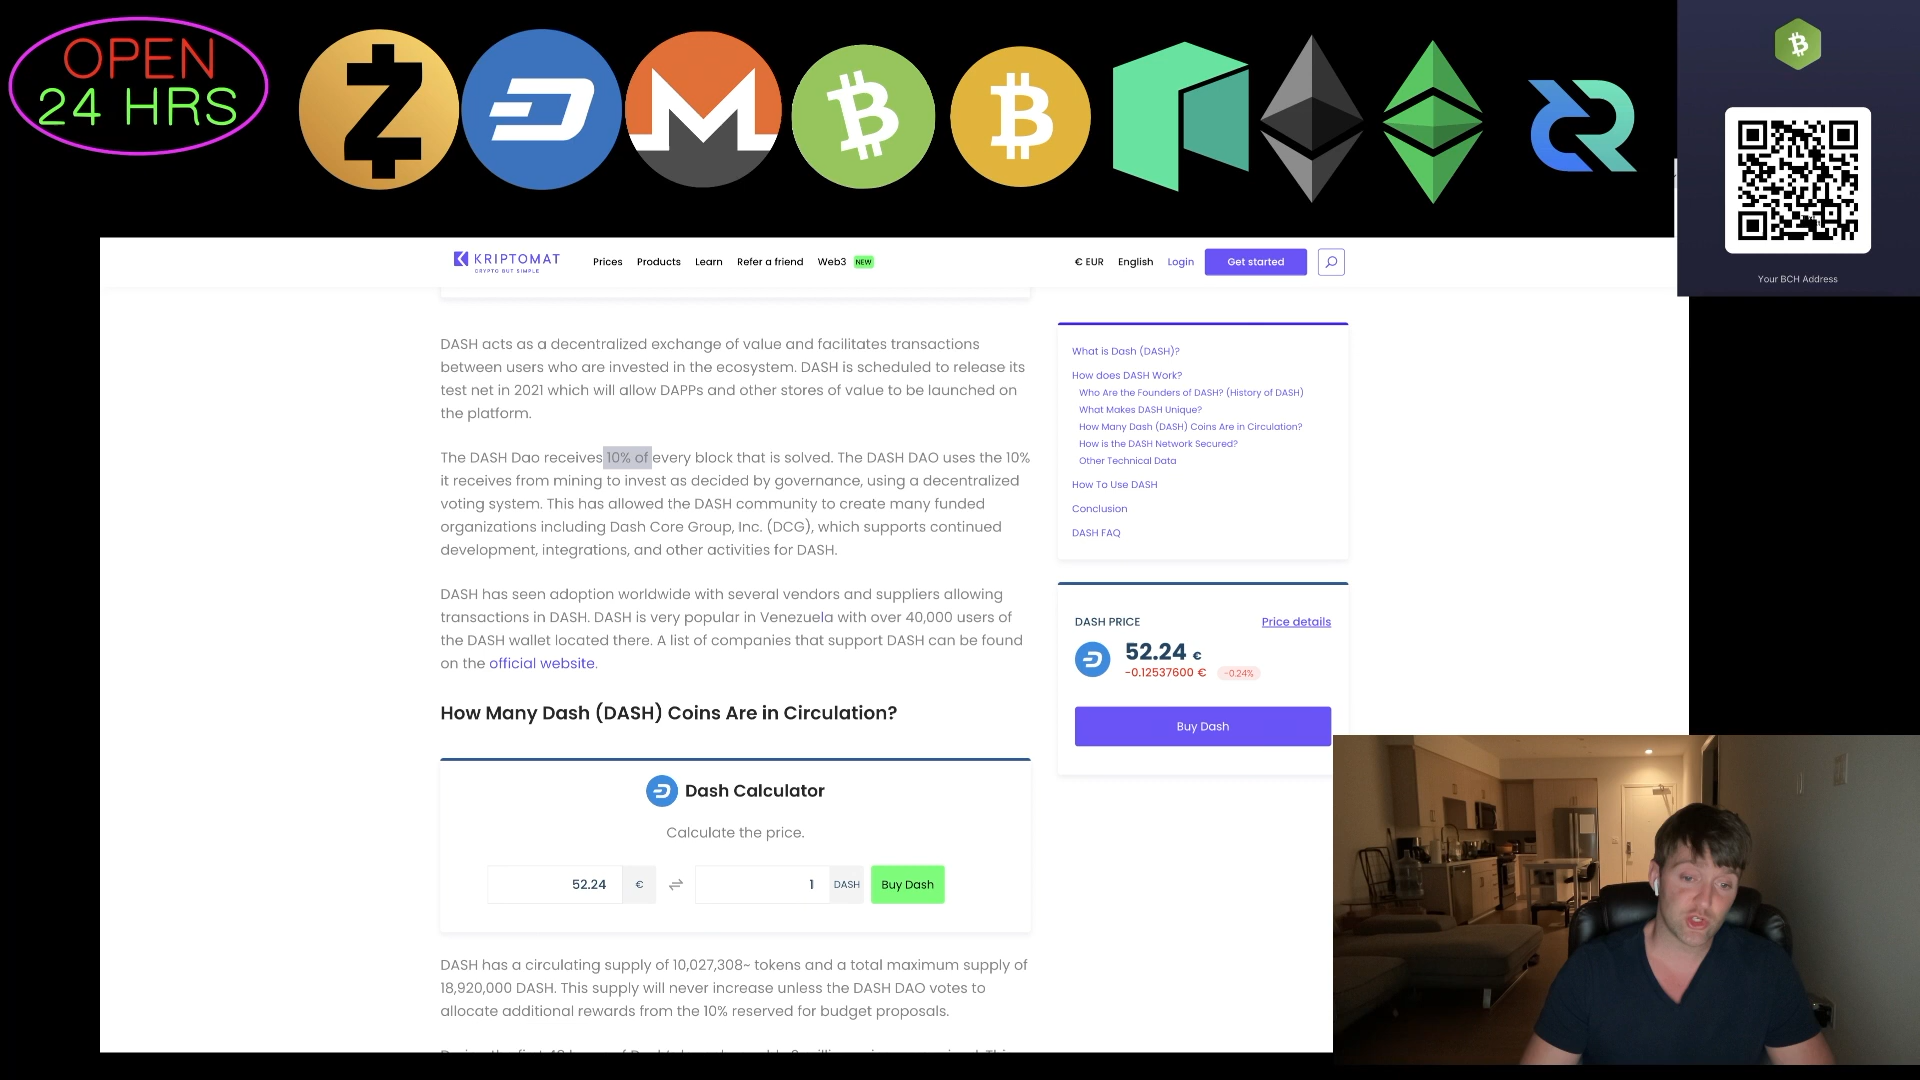 OPEN
24 HRS
Your BCH Address
KRIPTOMAT
CRYPTO BUT SIMPLE
Prices Products Learn Refer a friend Web3 NEW
€ EUR English Login Get started
DASH acts as a decentralized exchange of value and facilitates transactions
between users who are invested in the ecosystem. DASH is scheduled to release its
test net in 2021 which will allow DAPPs and other stores of value to be launched on
the platform.
The DASH Dao receives 10% of every block that is solved. The DASH DAO uses the 10%
it receives from mining to invest as decided by governance, using a decentralized
voting system. This has allowed the DASH community to create many funded
organizations including Dash Core Group, Inc. (DCG), which supports continued
development, integrations, and other activities for DASH.
DASH has seen adoption worldwide with several vendors and suppliers allowing
transactions in DASH. DASH is very popular in Venezuela with over 40,000 users of
the DASH wallet located there. A list of companies that support DASH can be found
on the official website.
How Many Dash (DASH) Coins Are in Circulation?
Dash Calculator
Calculate the price.
52.24 € 1 DASH Buy Dash
DASH has a circulating supply of 10,027,308~ tokens and a total maximum supply of
18,920,000 DASH. This supply will never increase unless the DASH DAO votes to
allocate additional rewards from the 10% reserved for budget proposals.
What is Dash (DASH)?
How does DASH Work?
Who Are the Founders of DASH? (History of DASH)
What Makes DASH Unique?
How Many Dash (DASH) Coins Are in Circulation?
How is the DASH Network Secured?
Other Technical Data
How To Use DASH
Conclusion
DASH FAQ
DASH PRICE Price details
52.24 €
-0.12537600 € -0.24%
Buy Dash